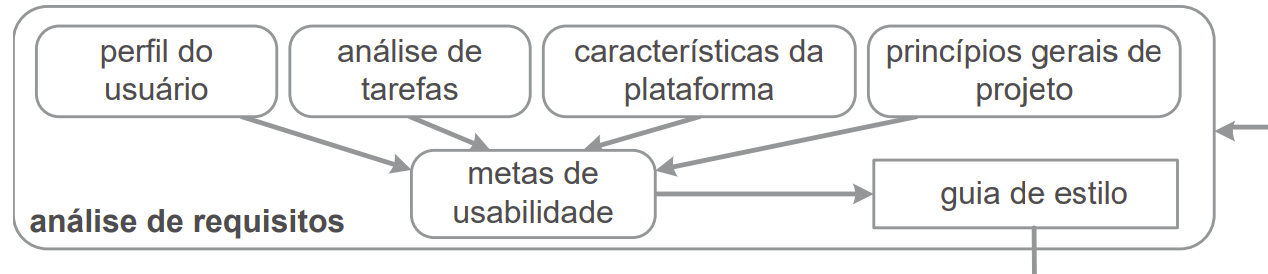 perfil do
usuário
análise de
tarefas
características da
plataforma
princípios gerais de
projeto
metas de
usabilidade
guia de estilo
análise de requisitos